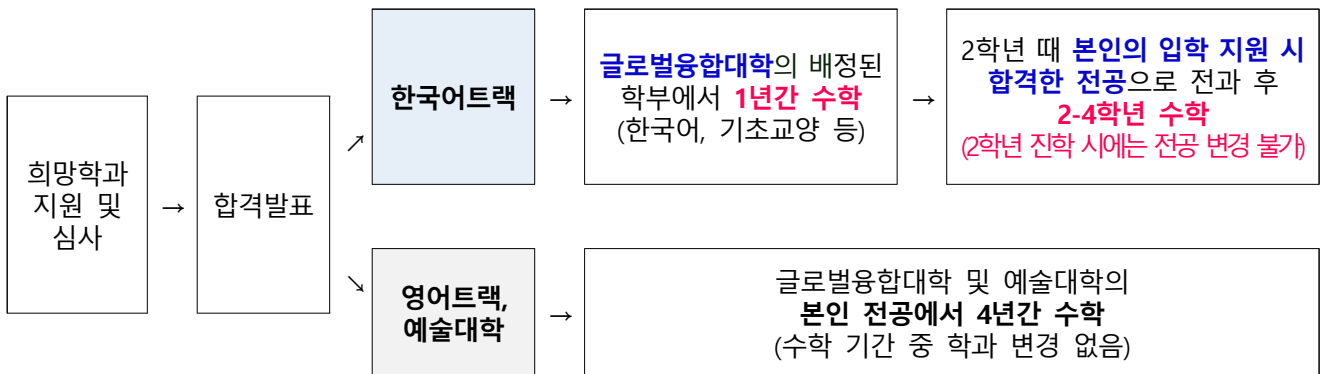 희망학과
지원 및
심사
→
합격발표
↗
한국어트랙
→
글로벌융합대학의 배정된
학부에서 1년간 수학
(한국어, 기초교양 등)
→
2학년 때 본인의 입학 지원 시
합격한 전공으로 전과 후
2-4학년 수학
(2학년 진학 시에는 전공 변경 불가)
↘
영어트랙,
예술대학
→
글로벌융합대학 및 예술대학의
본인 전공에서 4년간 수학
(수학 기간 중 학과 변경 없음)